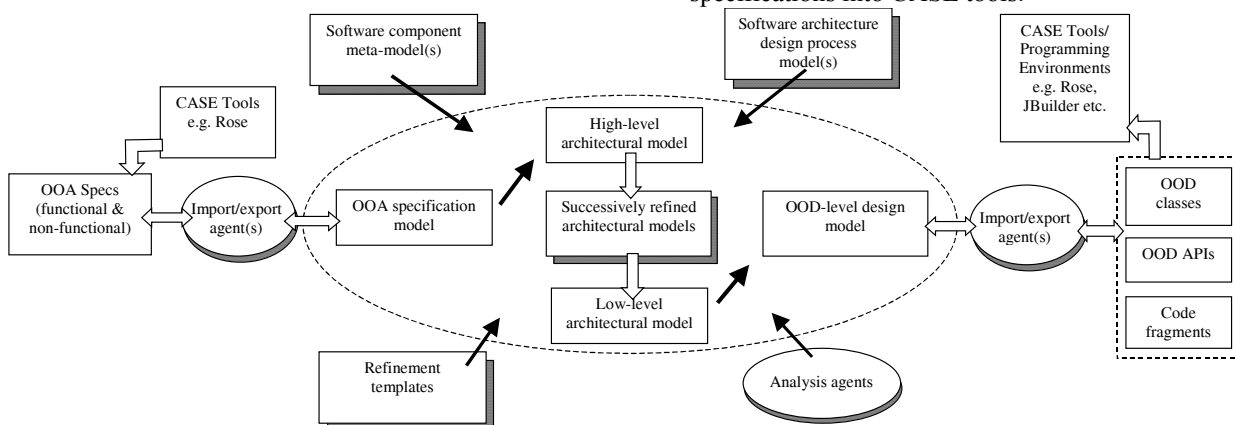 specifications into CASE tools.
Software component
meta-model(s)
Software architecture
design process
model(s)
CASE Tools/
Programming
Environments
e.g. Rose,
JBuilder etc.
CASE Tools
e.g. Rose
High-level
architectural model
OOA Specs
(functional &
non-functional)
Import/export
agent(s)
OOA specification
model
Successively refined
architectural models
OOD-level design
model
Import/export
agent(s)
OOD
classes
OOD APIs
Code
fragments
Low-level
architectural model
Refinement
templates
Analysis agents